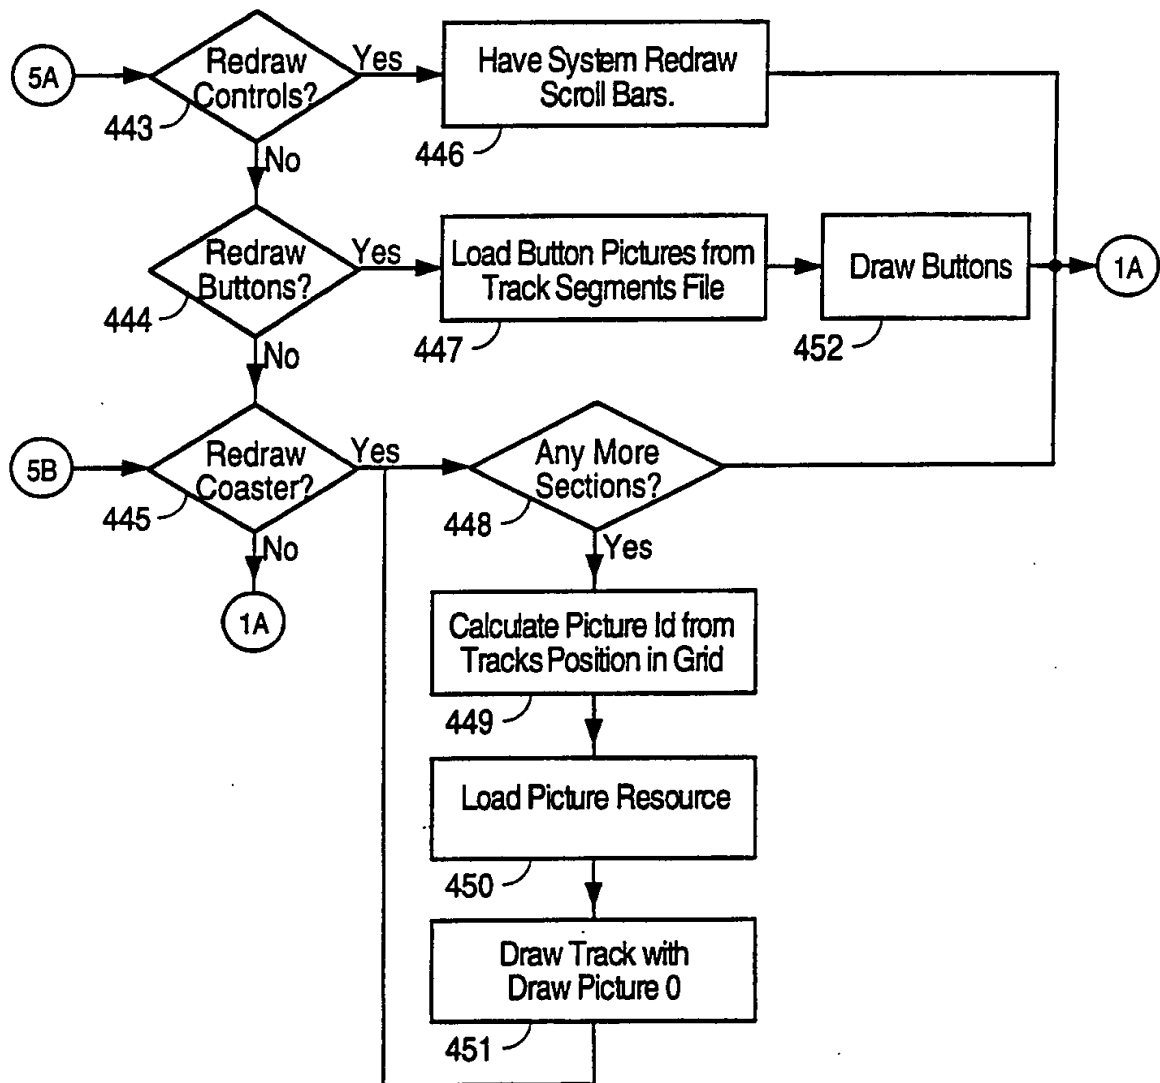 5A
Redraw
Controls?
443
Yes
Have System Redraw
Scroll Bars.
446
No
Redraw
Buttons?
444
Yes
Load Button Pictures from
Track Segments File
447
Draw Buttons
452
1A
No
5B
Redraw
Coaster?
445
Yes
Any More
Sections?
448
No
1A
Yes
Calculate Picture Id from
Tracks Position in Grid
449
Load Picture Resource
450
Draw Track with
Draw Picture 0
451